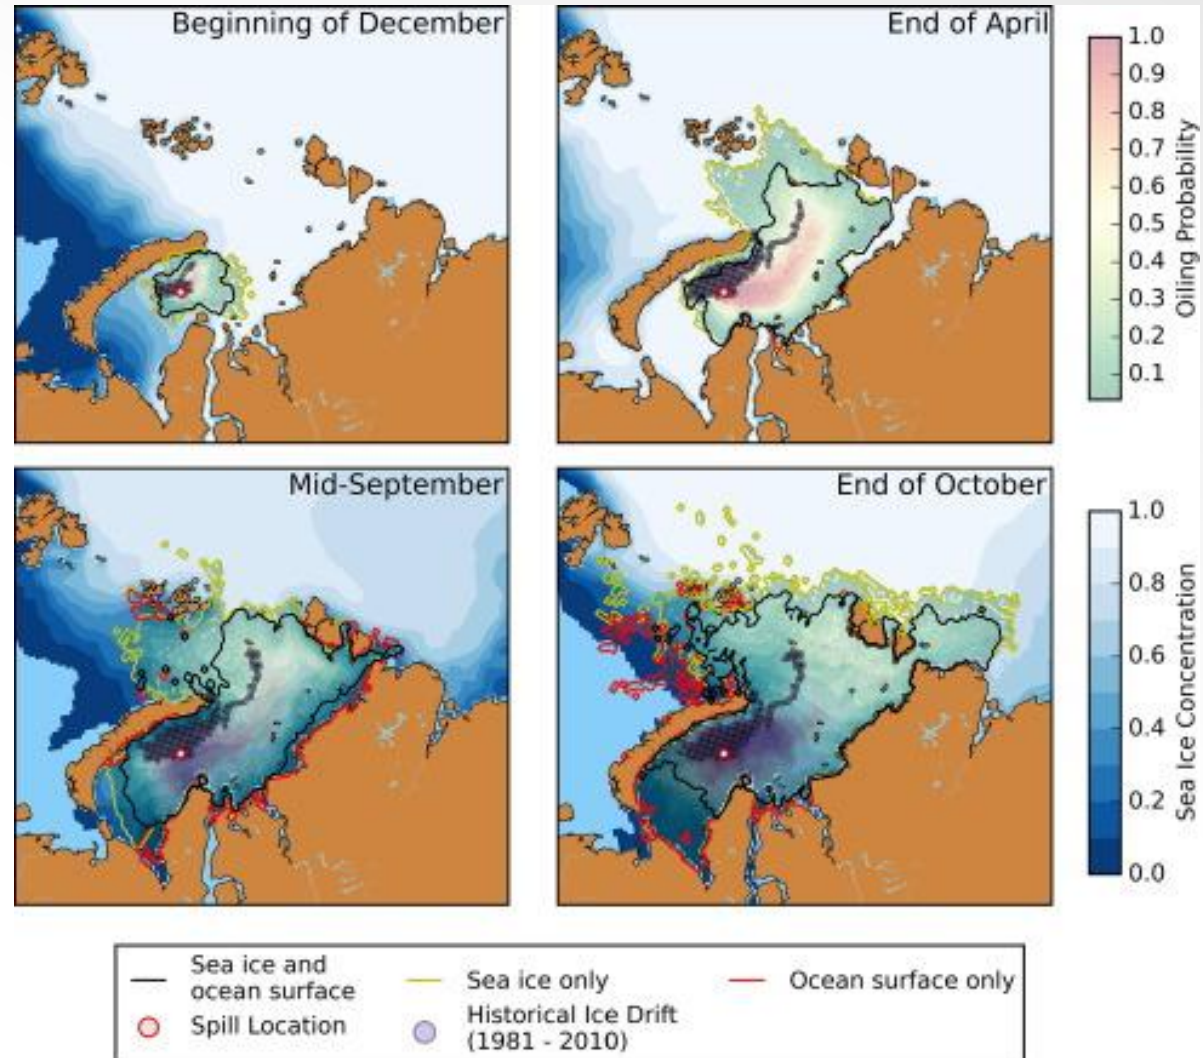 Beginning of December
End of April
1.0
0.9
0.8
0.7
0.6
0.5
0.4
0.3
0.2
0.1
Oiling Probability
Mid-September
End of October
1.0
0.8
0.6
0.4
0.2
0.0
Sea Ice Concentration
Sea ice and
ocean surface
Sea ice only
Ocean surface only
Spill Location
Historical Ice Drift
(1981 - 2010)